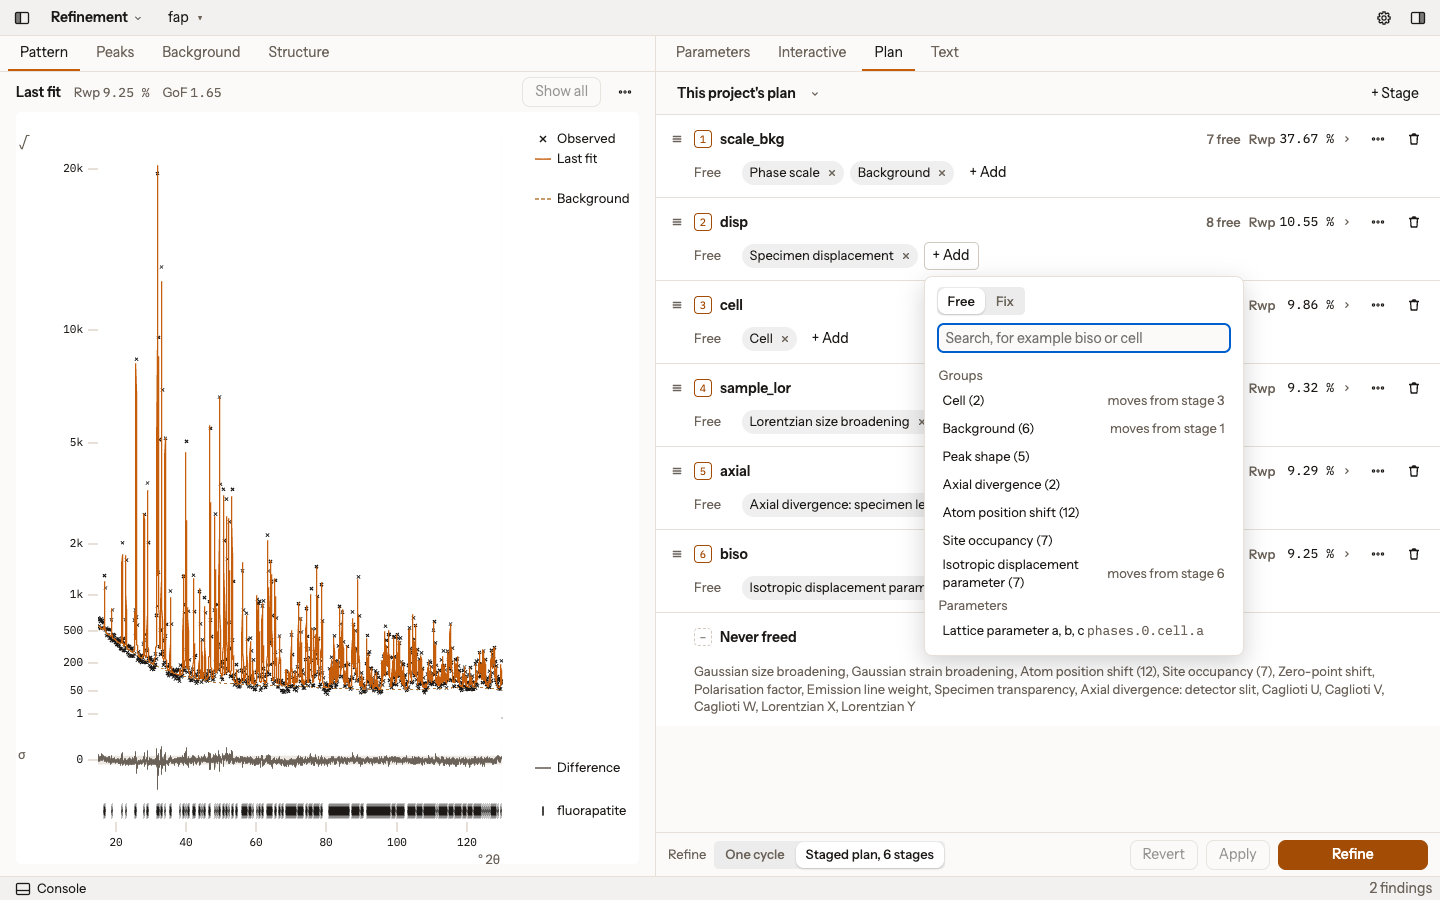 Refinement
fap
Pattern
Peaks
Background
Structure
Parameters
Interactive
Plan
Text
Last fit
Rwp 9.25 %
GoF 1.65
Show all
√
Observed
Last fit
Background
20k
10k
5k
2k
1k
500
200
50
1
σ
0
Difference
fluorapatite
20
40
60
80
100
120
°2θ
This project's plan
+ Stage
1
scale_bkg
7 free Rwp 37.67 %
Free
Phase scale ×
Background ×
+ Add
2
disp
8 free Rwp 10.55 %
Free
Specimen displacement ×
+ Add
3
cell
Rwp 9.86 %
Free
Cell ×
+ Add
4
sample_lor
Rwp 9.32 %
Free
Lorentzian size broadening ×
5
axial
Rwp 9.29 %
Free
Axial divergence: specimen le
6
biso
Rwp 9.25 %
Free
Isotropic displacement param
Free
Fix
Search, for example biso or cell
Groups
Cell (2) moves from stage 3
Background (6) moves from stage 1
Peak shape (5)
Axial divergence (2)
Atom position shift (12)
Site occupancy (7)
Isotropic displacement
parameter (7)
moves from stage 6
Parameters
Lattice parameter a, b, c phases.0.cell.a
–
Never freed
Gaussian size broadening, Gaussian strain broadening, Atom position shift (12), Site occupancy (7), Zero-point shift,
Polarisation factor, Emission line weight, Specimen transparency, Axial divergence: detector slit, Caglioti U, Caglioti V,
Caglioti W, Lorentzian X, Lorentzian Y
Refine
One cycle
Staged plan, 6 stages
Revert
Apply
Refine
Console
2 findings